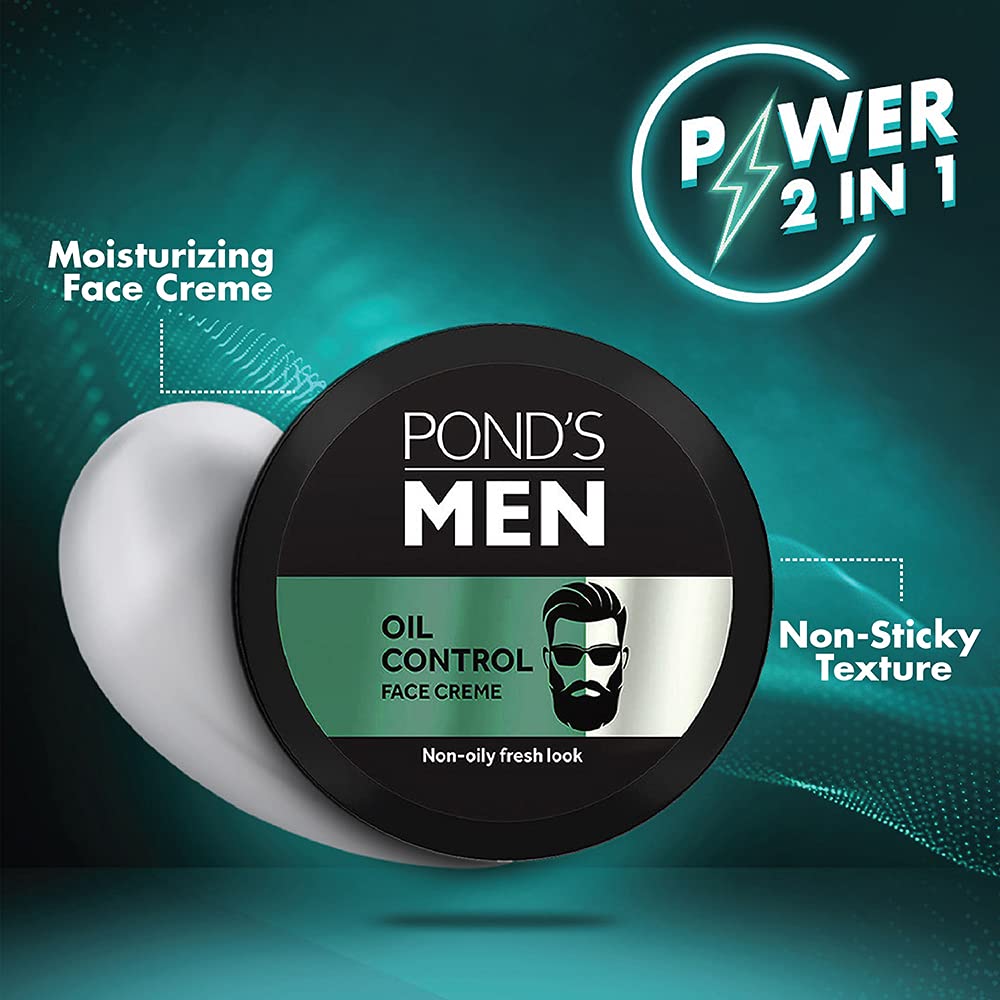 POWER
2 IN 1
Moisturizing
Face Creme
POND'S
MEN
OIL
CONTROL
FACE CREME
Non-oily fresh look
Non-Sticky
Texture